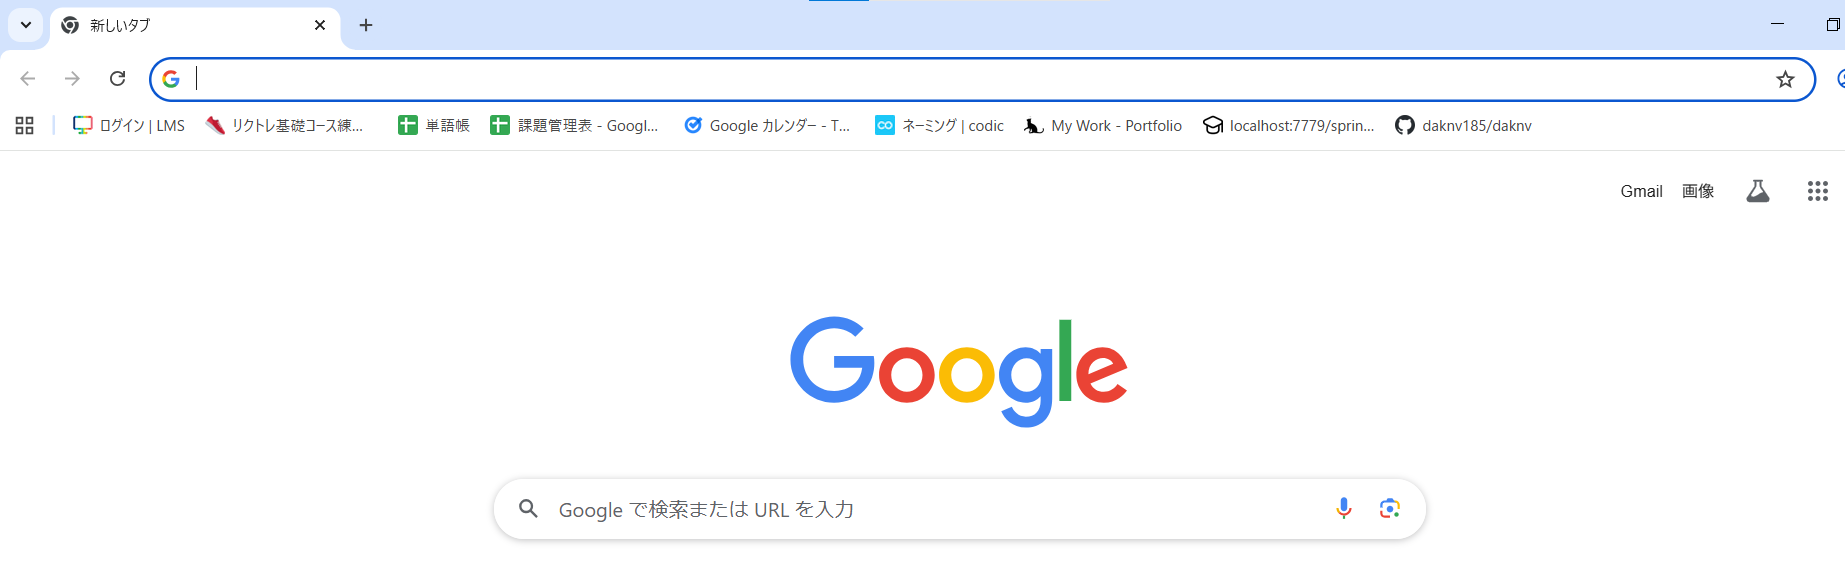 新しいタブ
ログイン | LMS リクトレ基礎コース練... 単語帳 課題管理表 - Googl... Google カレンダー - T... ネーミング | codic My Work - Portfolio localhost:7779/sprin... daknv185/daknv
Gmail 画像
Google
Google で検索または URL を入力